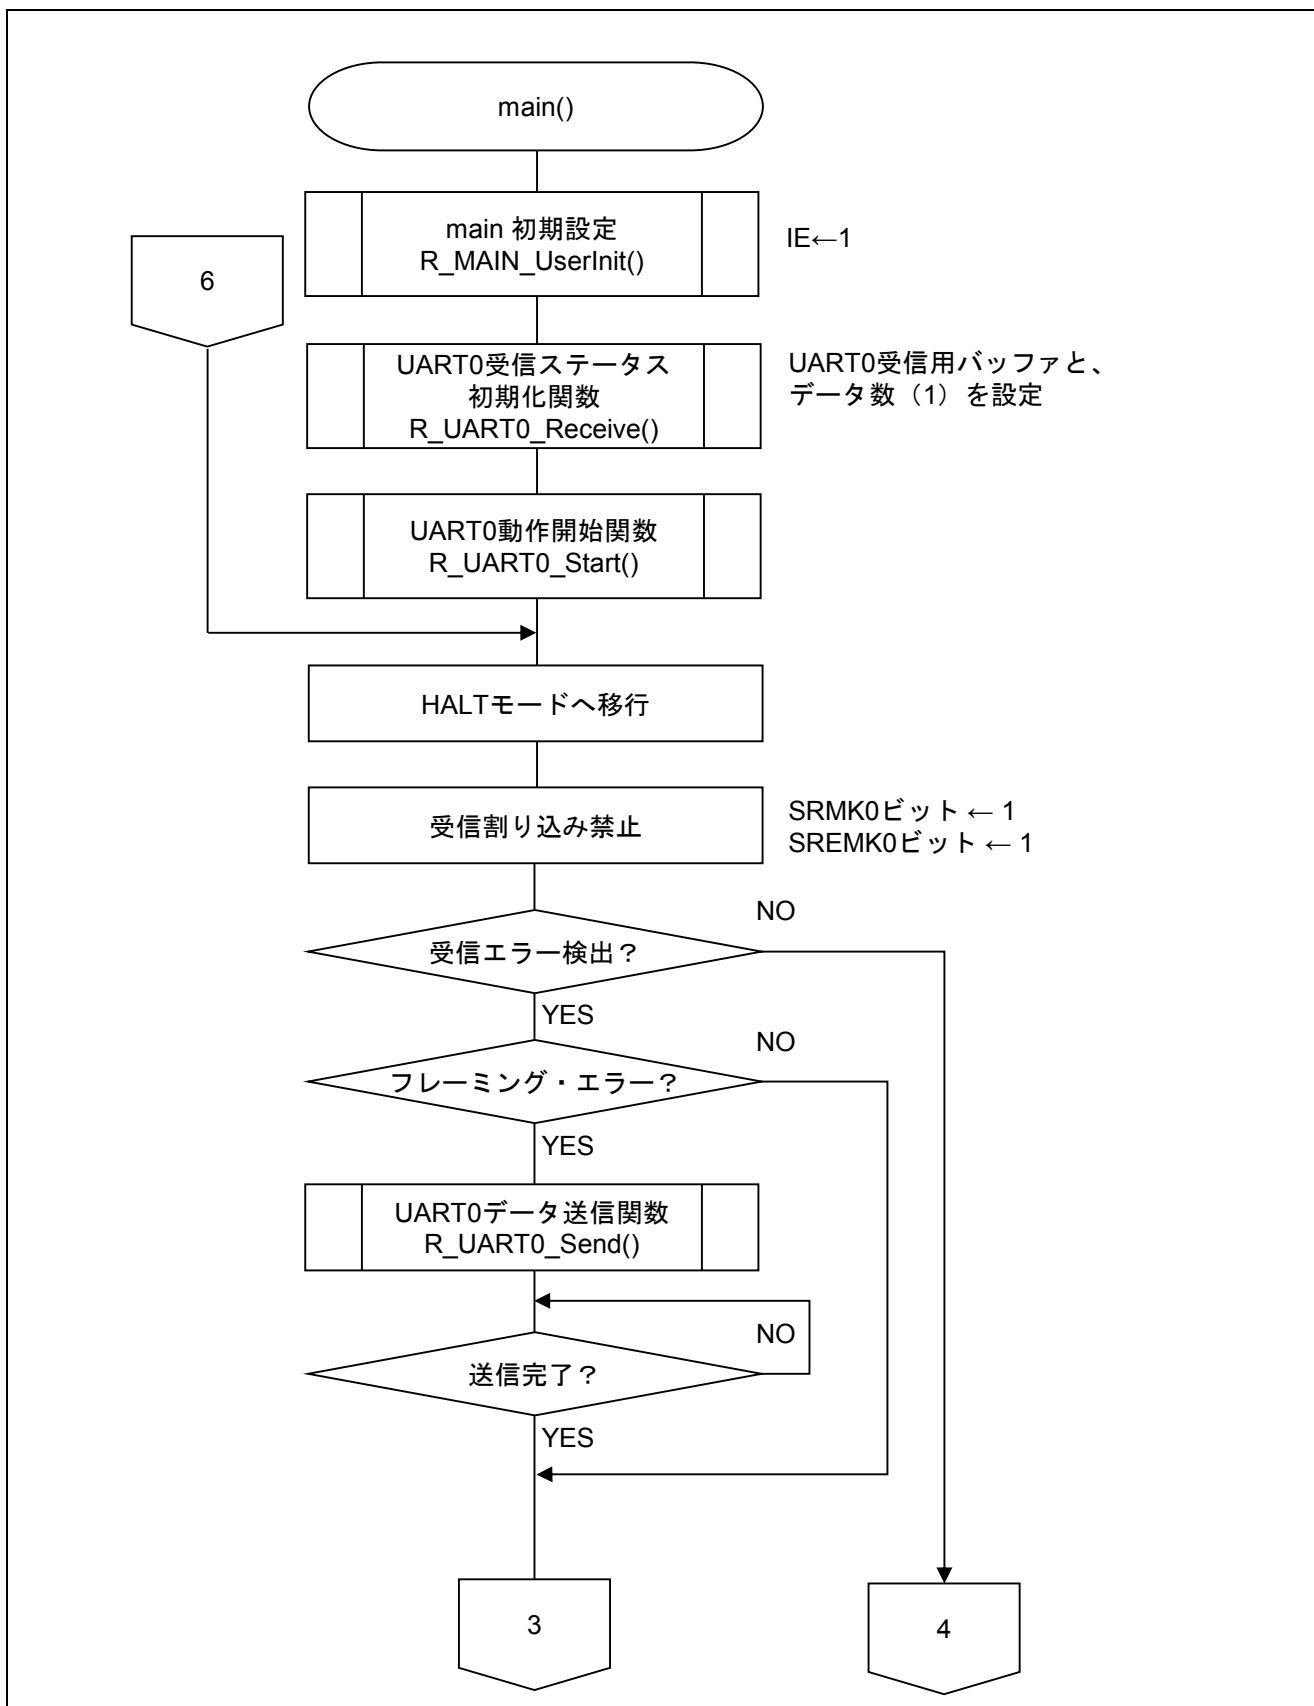 main()
main 初期設定
R_MAIN_UserInit()
IE←1
6
UART0受信ステータス
初期化関数
R_UART0_Receive()
UART0受信用バッファと、
データ数（1）を設定
UART0動作開始関数
R_UART0_Start()
HALTモードへ移行
受信割り込み禁止
SRMK0ビット ← 1
SREMK0ビット ← 1
受信エラー検出？
NO
YES
フレーミング・エラー？
NO
YES
UART0データ送信関数
R_UART0_Send()
送信完了？
NO
YES
3
4